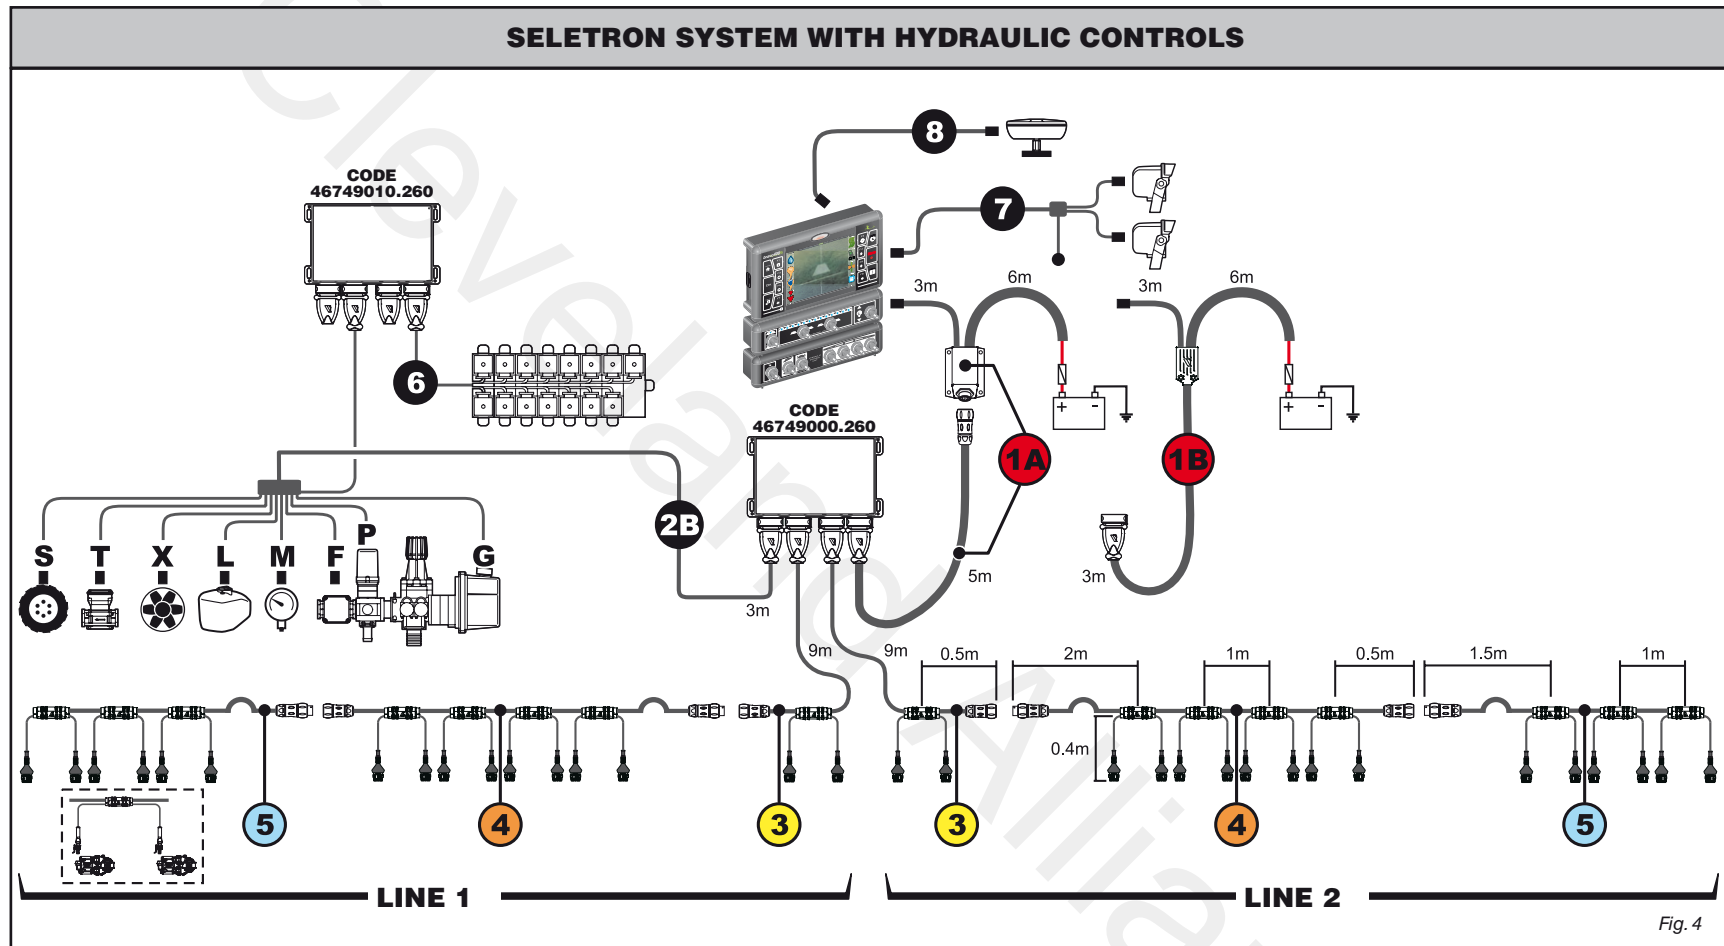 SELETRON SYSTEM WITH HYDRAULIC CONTROLS
8
CODE
46749010.260
7
3m
6m
3m
6m
6
+ -
+ -
CODE
46749000.260
1A
1B
2B
S T X L M F P G
5m
3m
3m
9m
9m
0.5m
2m
1m
0.5m
1.5m
1m
0.4m
5
4
3
3
4
5
LINE 1
LINE 2
Fig. 4
Cleveland Allia